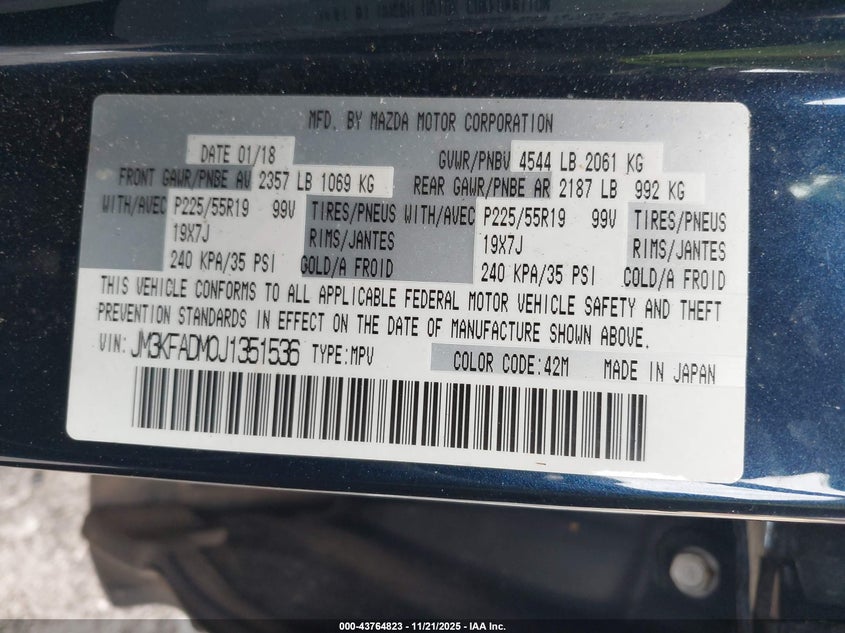 MFD. BY MAZDA MOTOR CORPORATION
DATE 01/18 GVWR/PNBV 4544 LB 2061 KG
FRONT GAWR/PNBE AV 2357 LB 1069 KG REAR GAWR/PNBE AR 2187 LB 992 KG
WITH/AVEC P225/55R19 99V TIRES/PNEUS WITH/AVEC P225/55R19 99V TIRES/PNEUS
19X7J RIMS/JANTES 19X7J RIMS/JANTES
240 KPA/35 PSI COLD/A FROID 240 KPA/35 PSI COLD/A FROID
THIS VEHICLE CONFORMS TO ALL APPLICABLE FEDERAL MOTOR VEHICLE SAFETY AND THEFT
PREVENTION STANDARDS IN EFFECT ON THE DATE OF MANUFACTURE SHOWN ABOVE.
VIN: JM3KFADM0J1351536 TYPE:MPV COLOR CODE:42M MADE IN JAPAN
000-43764823 - 11/21/2025 - IAA Inc.